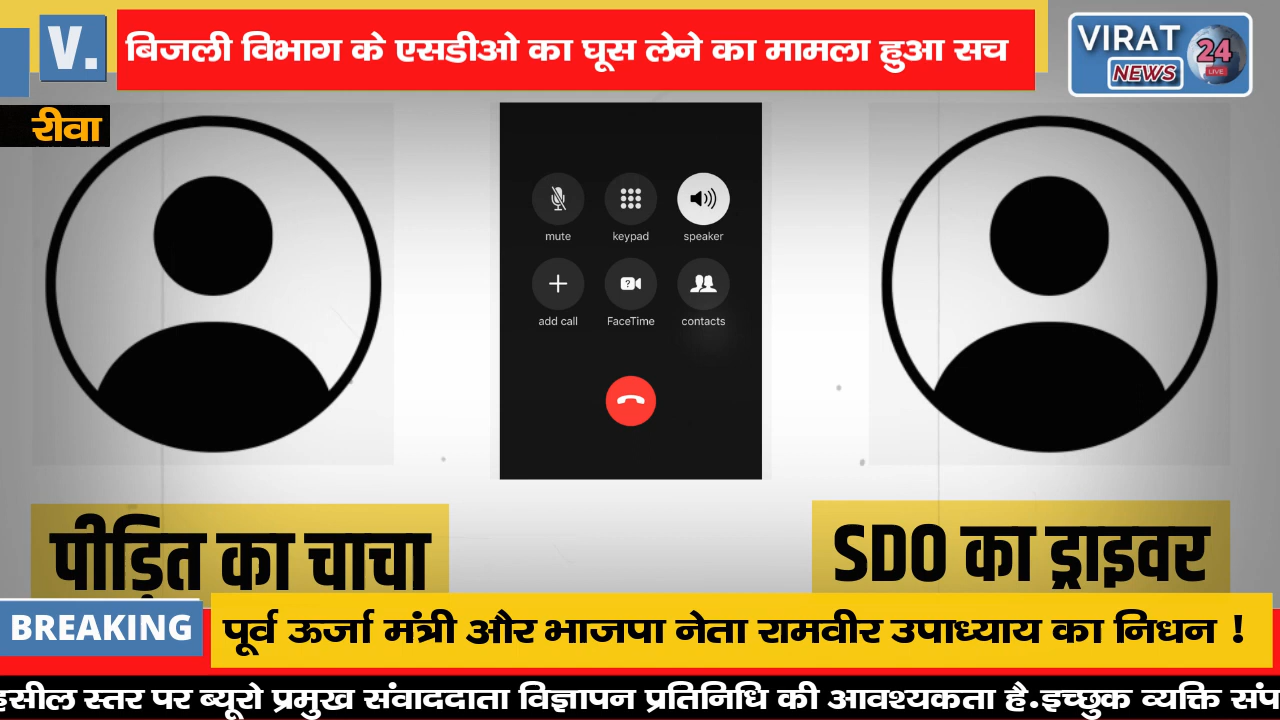 V.
बिजली विभाग के एसडीओ का घूस लेने का मामला हुआ सच
VIRAT
NEWS
24
LIVE
रीवा
mute keypad speaker
add call FaceTime contacts
पीड़ित का चाचा
SDO का ड्राइवर
BREAKING
पूर्व ऊर्जा मंत्री और भाजपा नेता रामवीर उपाध्याय का निधन !
स्तर पर ब्यूरो प्रमुख संवाददाता विज्ञापन प्रतिनिधि की आवश्यकता है.इच्छुक व्यक्ति